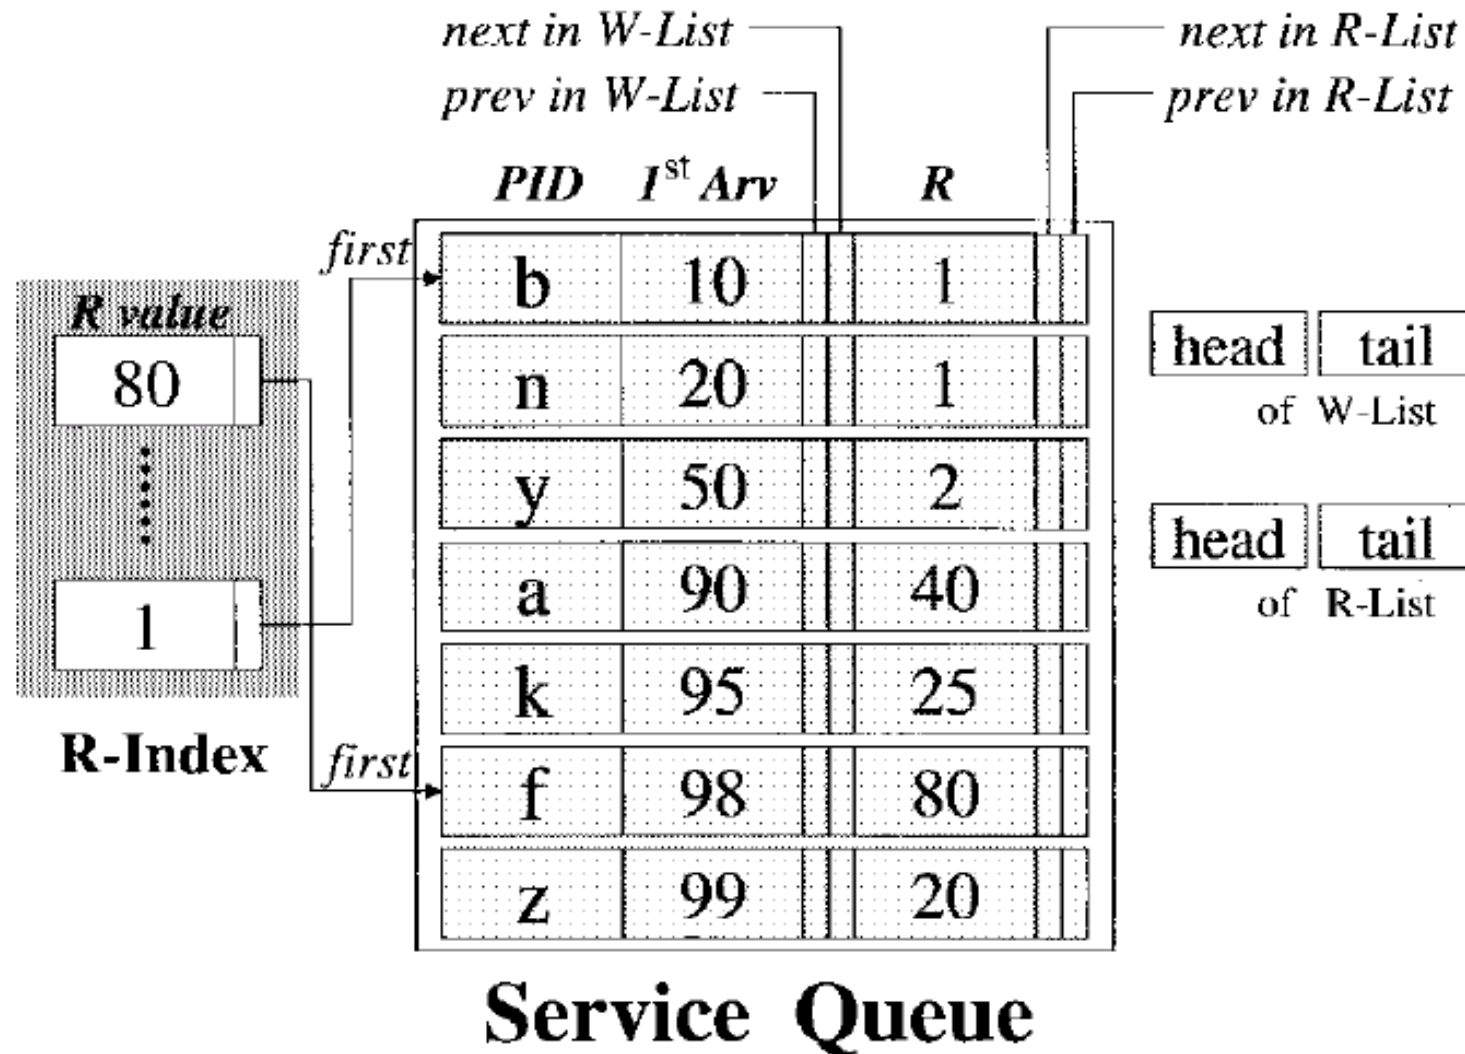 next in W-List
prev in W-List
next in R-List
prev in R-List
PID 1st Arv R
first
b 10 1
n 20 1
y 50 2
a 90 40
k 95 25
first
f 98 80
z 99 20
R value
80
1
R-Index
head tail
of W-List
head tail
of R-List
Service Queue